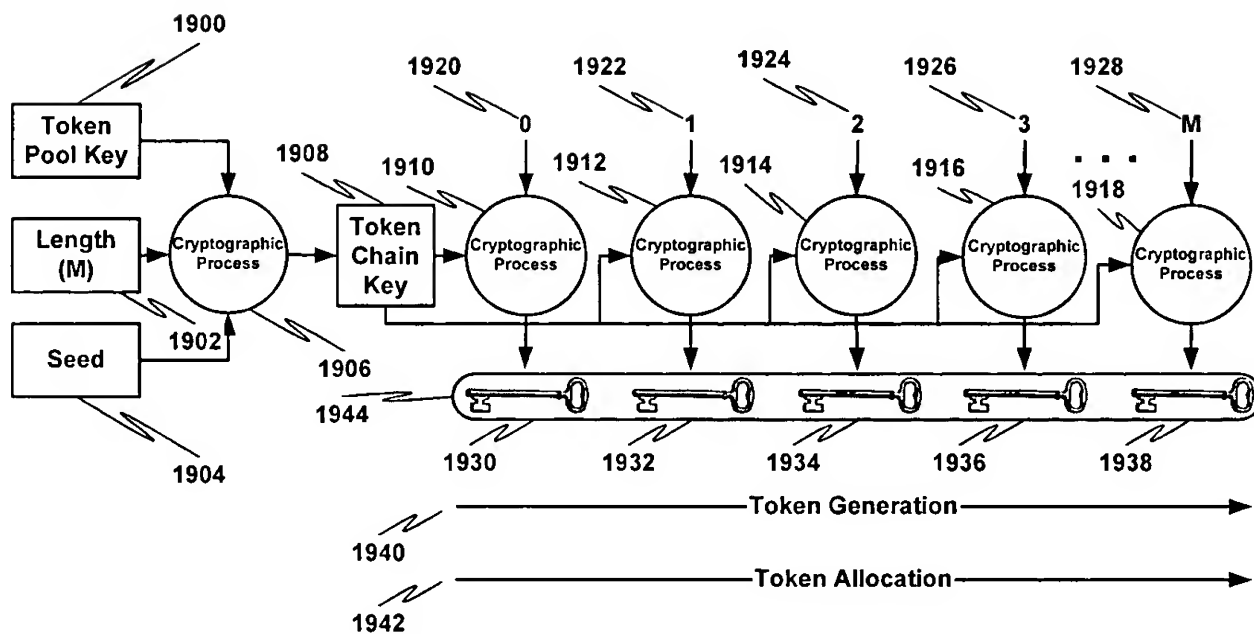 1900
1920
1922
1924
1926
1928
Token
Pool Key
0
1
2
3
M
1908
1910
1912
1914
1916
. . .
1918
Length
(M)
Cryptographic
Process
Token
Chain
Key
Cryptographic
Process
Cryptographic
Process
Cryptographic
Process
Cryptographic
Process
Cryptographic
Process
1902
Seed
1906
1944
1904
1930
1932
1934
1936
1938
Token Generation
1940
Token Allocation
1942